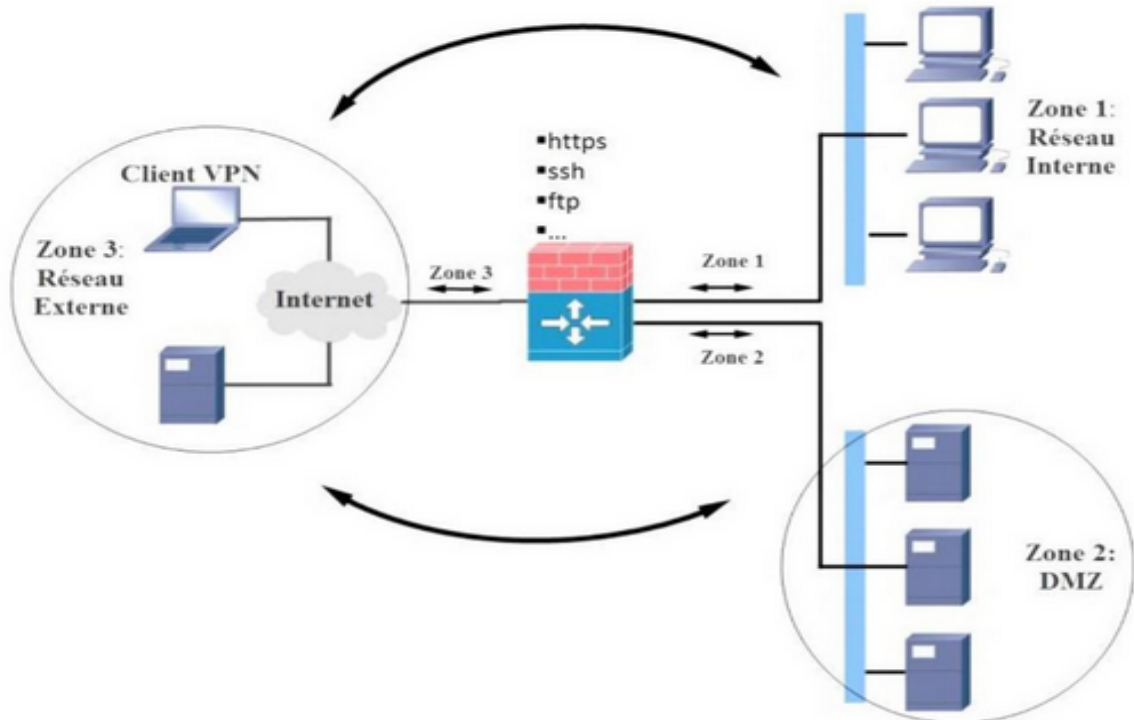 ▪https
▪ssh
▪ftp
▪...
Zone 1:
Réseau
Interne
Client VPN
Zone 3:
Réseau
Externe
Internet
Zone 3
Zone 1
Zone 2
Zone 2:
DMZ